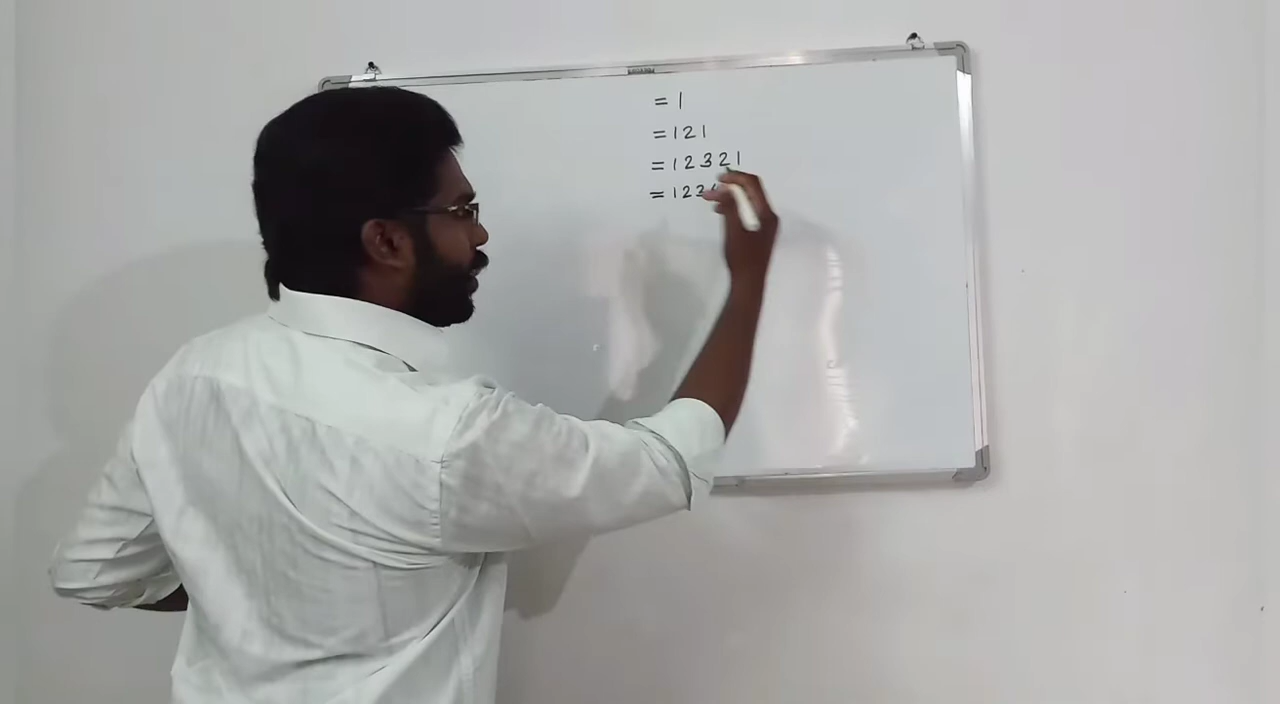 = 1
= 121
= 12321
= 123